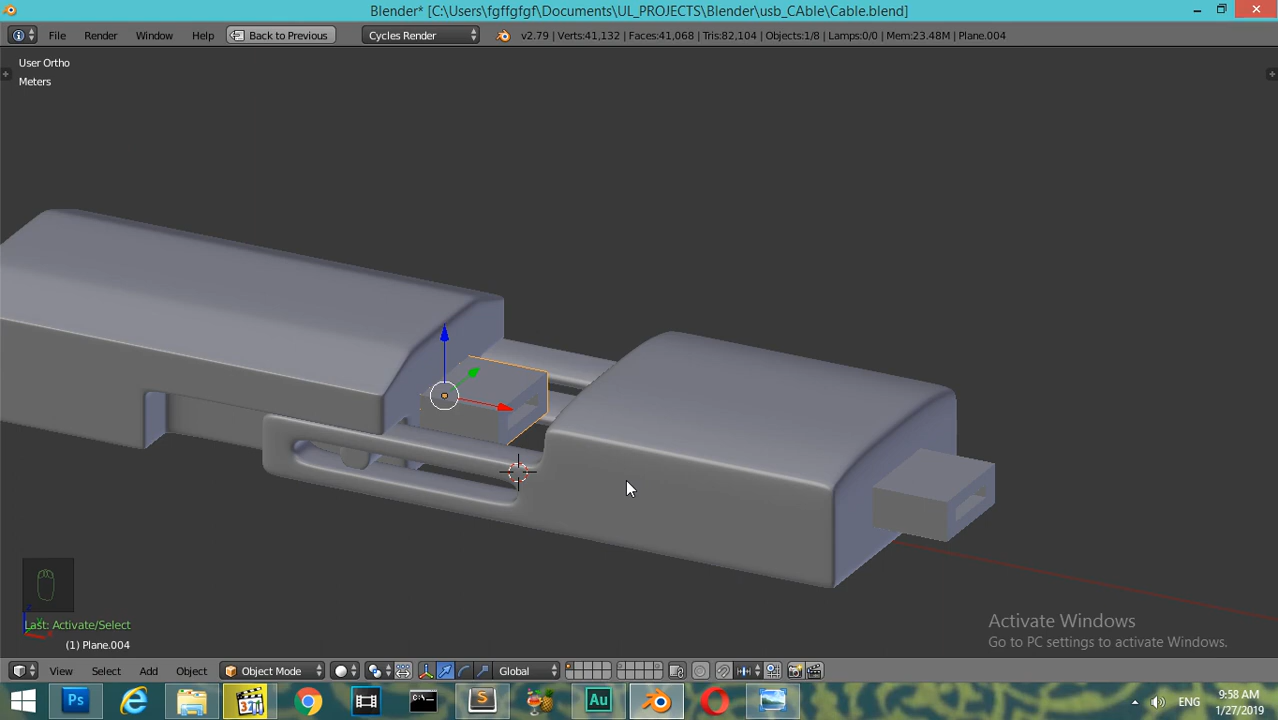 Blender* [C:\Users\fgffgfgf\Documents\UL_PROJECTS\Blender\usb_CAble\Cable.blend]
File Render Window Help Back to Previous Cycles Render v2.79 | Verts:41,132 | Faces:41,068 | Tris:82,104 | Objects:1/8 | Lamps:0/0 | Mem:23.48M | Plane.004
User Ortho
Meters
Last: Activate/Select
(1) Plane.004
Activate Windows
Go to PC settings to activate Windows.
View Select Add Object Object Mode Global
Ps 321 Au ENG
9:58 AM
1/27/2019